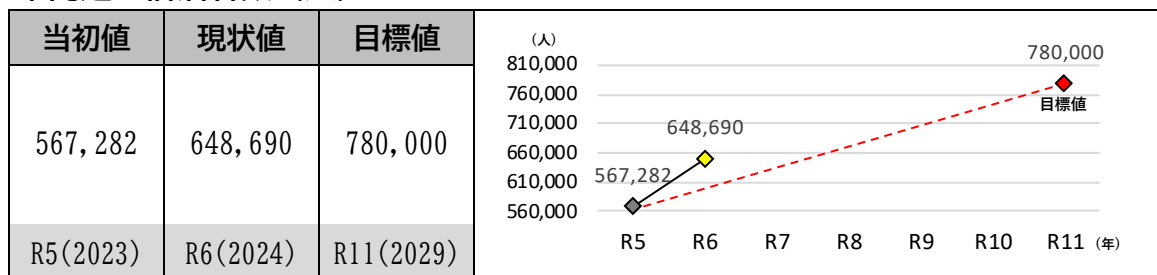 当初値 現状値 目標値
567,282 648,690 780,000
R5(2023) R6(2024) R11(2029)
(人)
810,000
760,000
710,000
660,000
610,000
560,000
567,282
648,690
780,000
目標値
R5 R6 R7 R8 R9 R10 R11 (年)